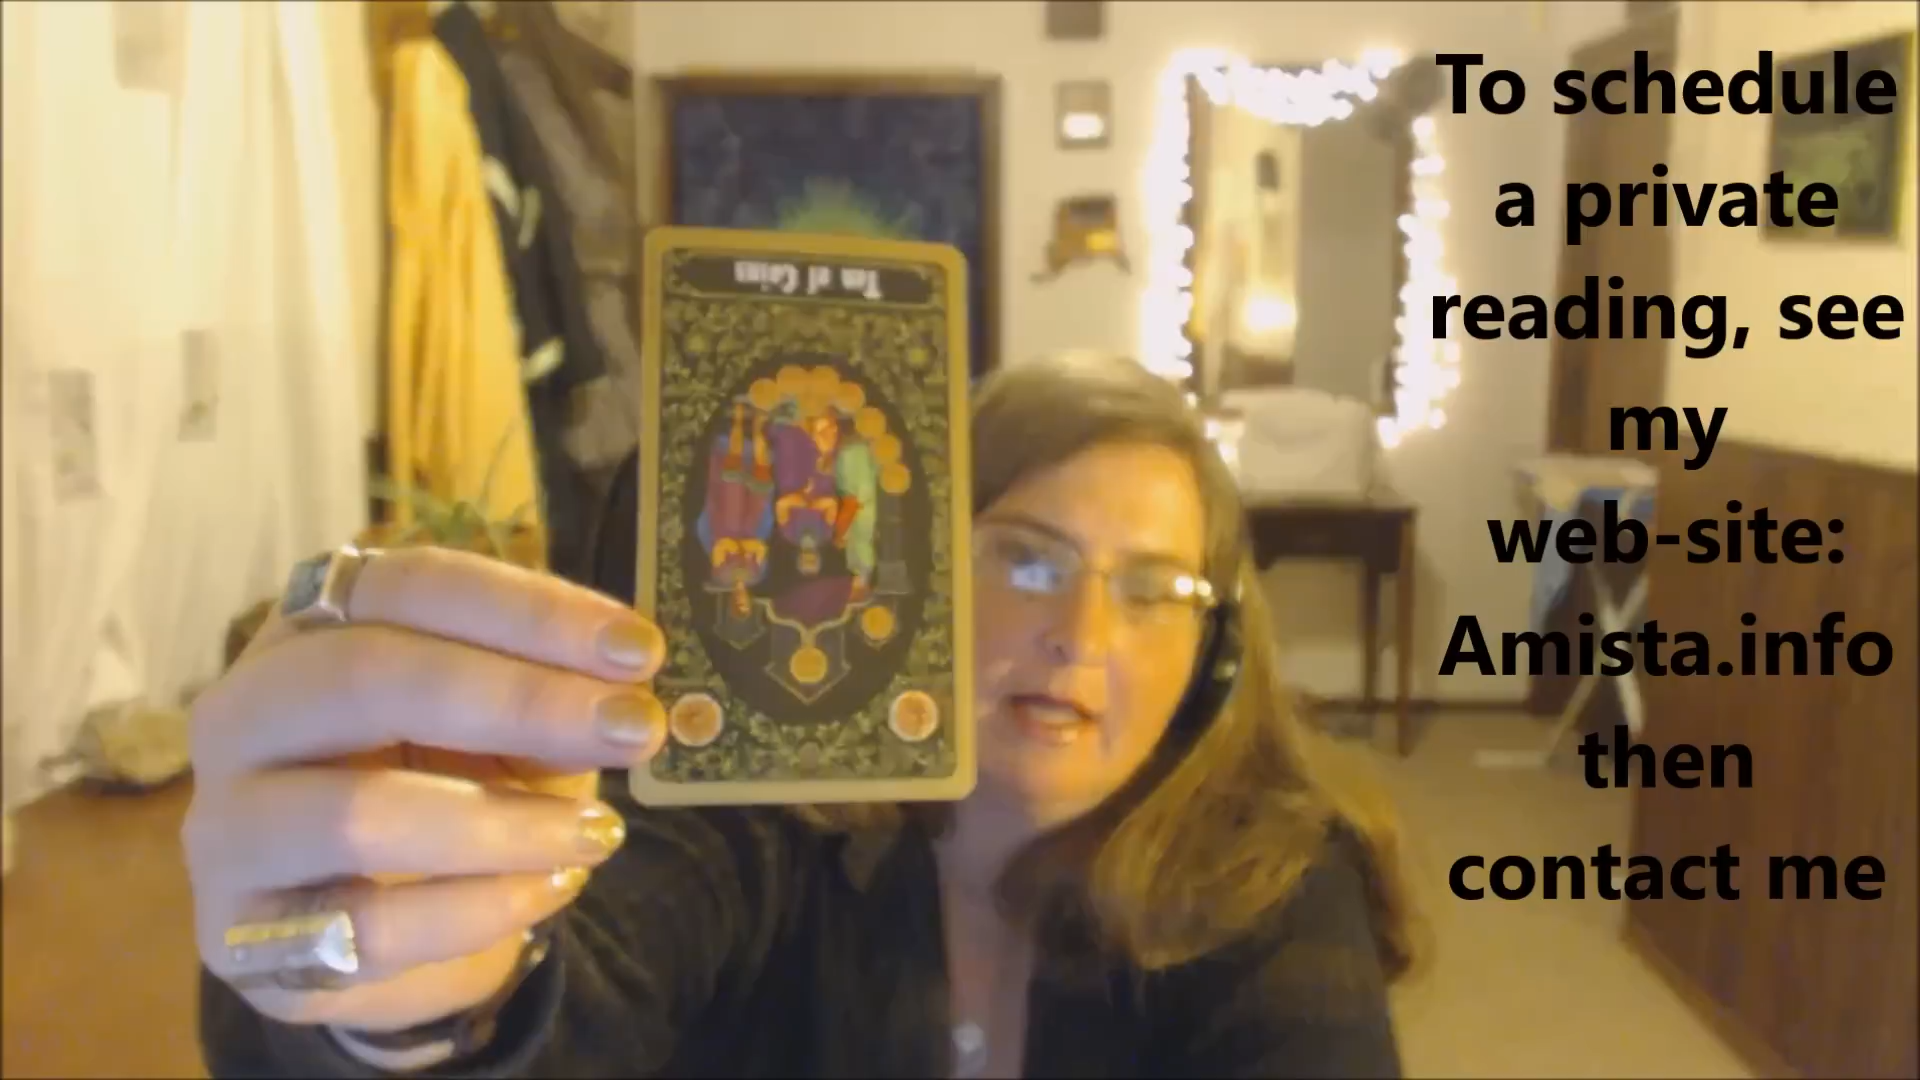 To schedule
a private
reading, see
my
web-site:
Amista.info
then
contact me
Ten of Coins